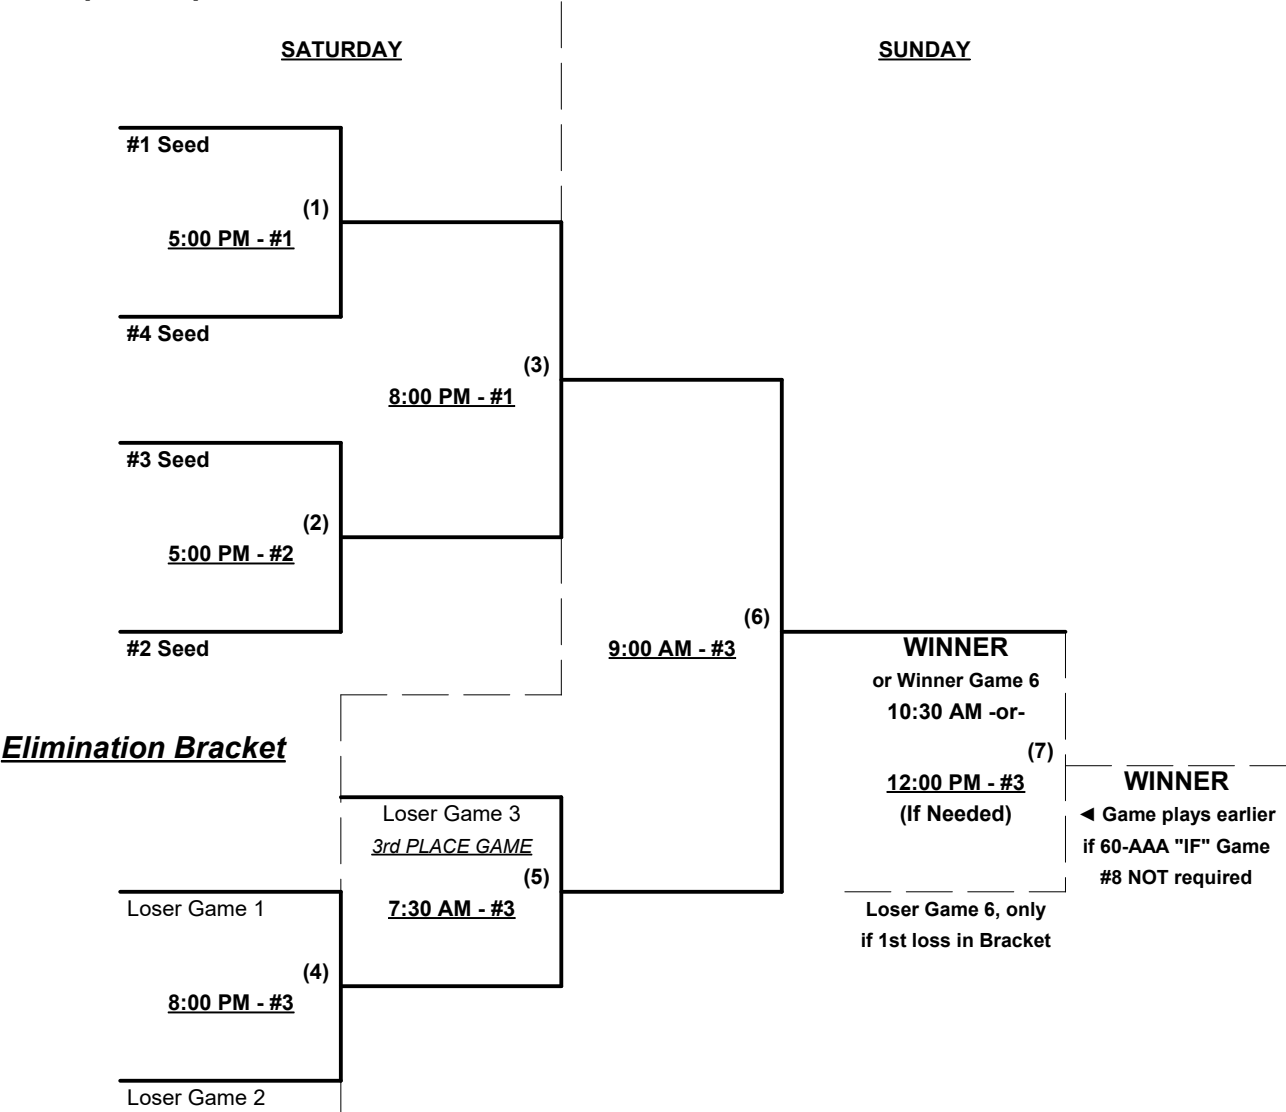 SATURDAY
SUNDAY
#1 Seed
(1)
5:00 PM - #1
#4 Seed
(3)
8:00 PM - #1
#3 Seed
(2)
5:00 PM - #2
#2 Seed
(6)
9:00 AM - #3
WINNER
or Winner Game 6
10:30 AM -or-
(7)
12:00 PM - #3
(If Needed)
WINNER
◄ Game plays earlier
if 60-AAA "IF" Game
#8 NOT required
Loser Game 6, only
if 1st loss in Bracket
Elimination Bracket
Loser Game 3
3rd PLACE GAME
(5)
7:30 AM - #3
Loser Game 1
(4)
8:00 PM - #3
Loser Game 2